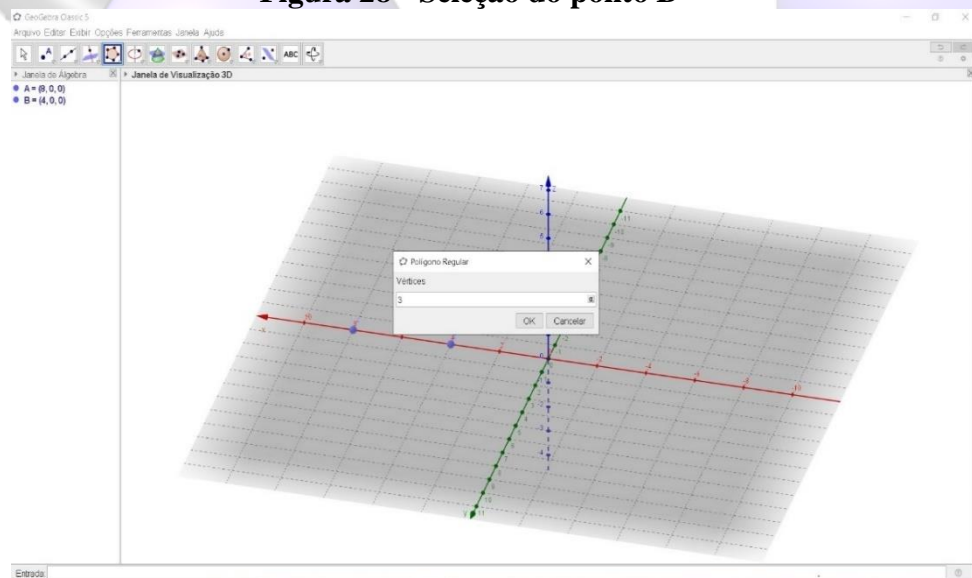 Figura 28 - Seleção do ponto B
GeoGebra Classic 5
Arquivo Editar Exibir Opções Ferramentas Janela Ajuda
ABC
Janela de Álgebra
Janela de Visualização 3D
A = (8, 0, 0)
B = (4, 0, 0)
Polígono Regular
Vértices
3
OK Cancelar
Entrada: